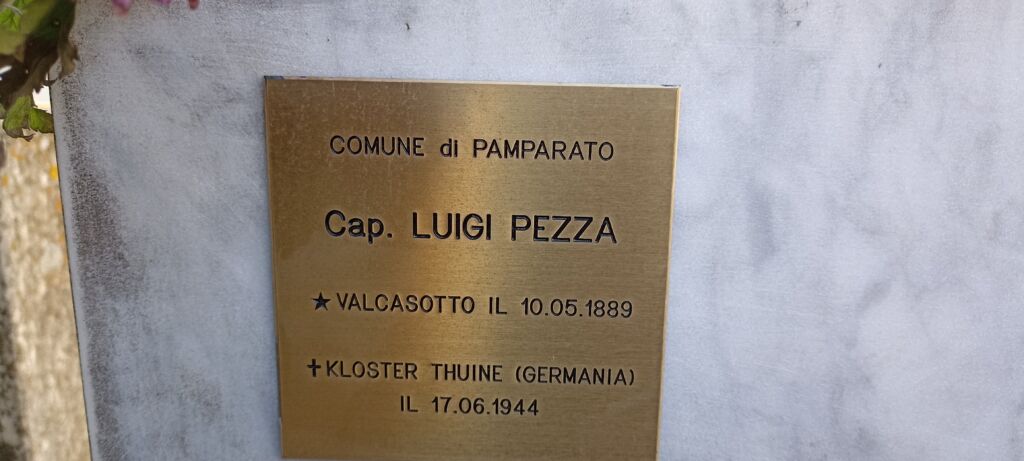 COMUNE di PAMPARATO
Cap. LUIGI PEZZA
★ VALCASOTTO IL 10.05.1889
✝ KLOSTER THUINE (GERMANIA)
IL 17.06.1944